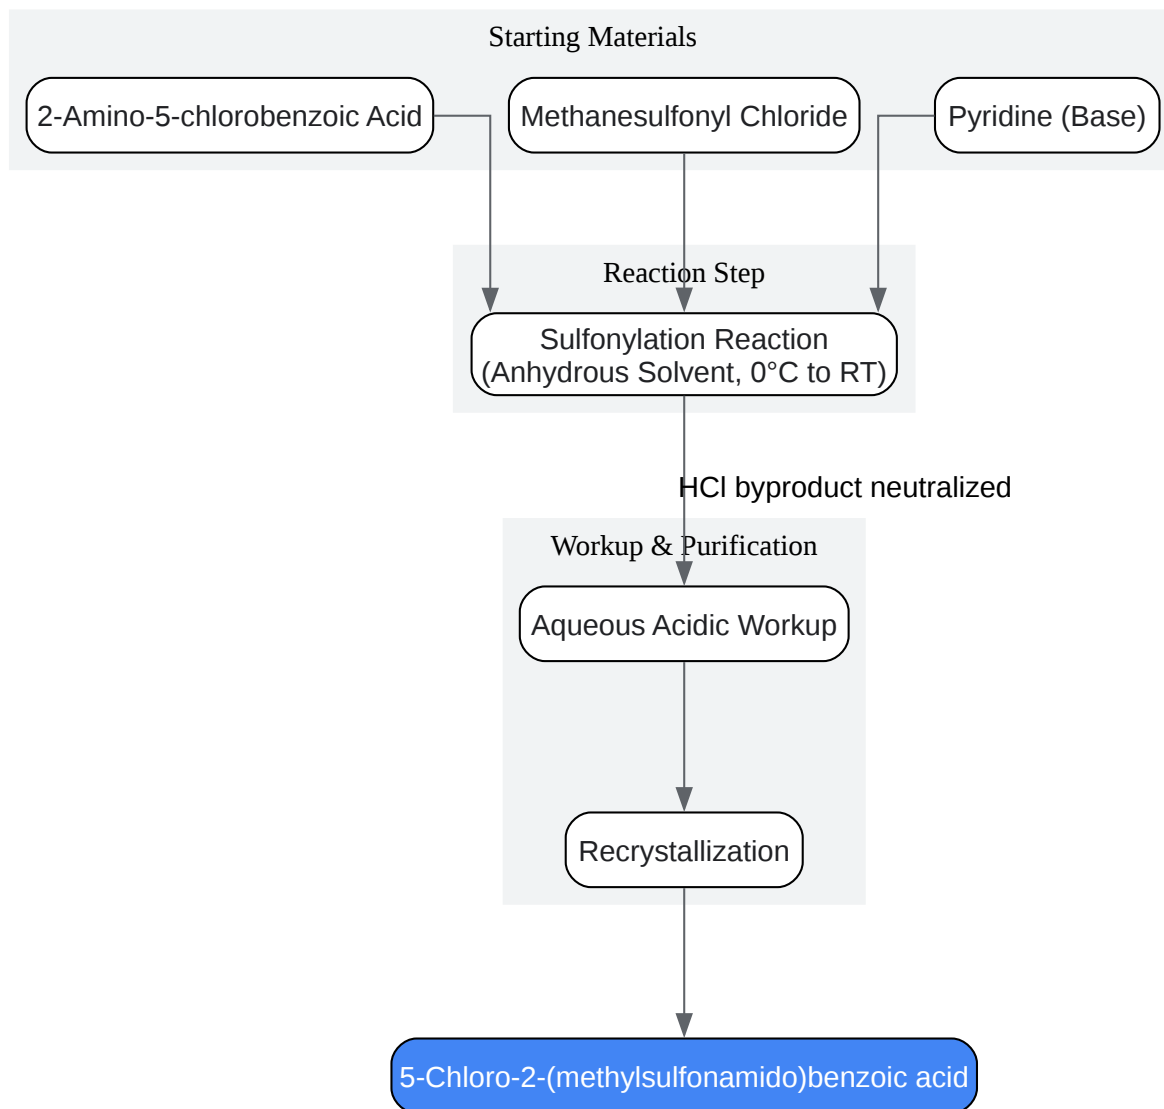 Starting Materials
2-Amino-5-chlorobenzoic Acid
Methanesulfonyl Chloride
Pyridine (Base)
Reaction Step
Sulfonylation Reaction
(Anhydrous Solvent, 0°C to RT)
HCl byproduct neutralized
Workup & Purification
Aqueous Acidic Workup
Recrystallization
5-Chloro-2-(methylsulfonamido)benzoic acid